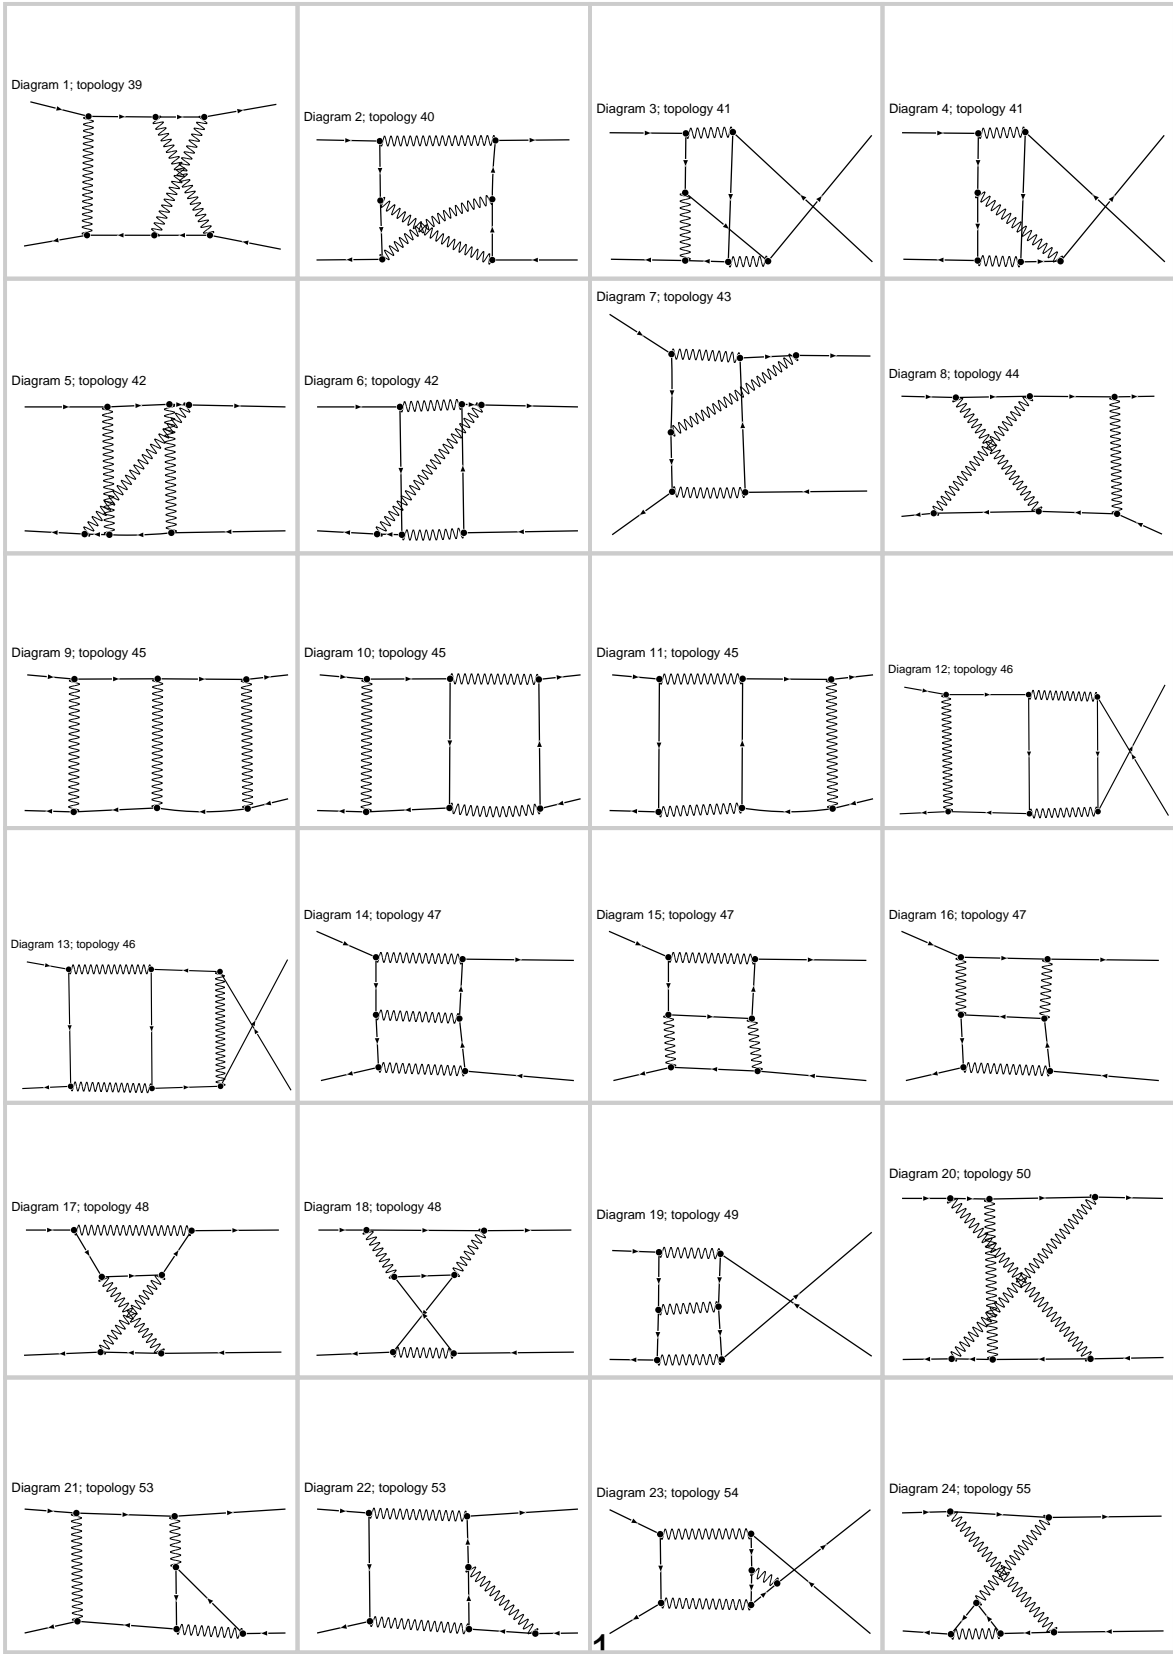 Diagram 1; topology 39
Diagram 2; topology 40
Diagram 3; topology 41
Diagram 4; topology 41
Diagram 5; topology 42
Diagram 6; topology 42
Diagram 7; topology 43
Diagram 8; topology 44
Diagram 9; topology 45
Diagram 10; topology 45
Diagram 11; topology 45
Diagram 12; topology 46
Diagram 13; topology 46
Diagram 14; topology 47
Diagram 15; topology 47
Diagram 16; topology 47
Diagram 17; topology 48
Diagram 18; topology 48
Diagram 19; topology 49
Diagram 20; topology 50
Diagram 21; topology 53
Diagram 22; topology 53
Diagram 23; topology 54
Diagram 24; topology 55
1